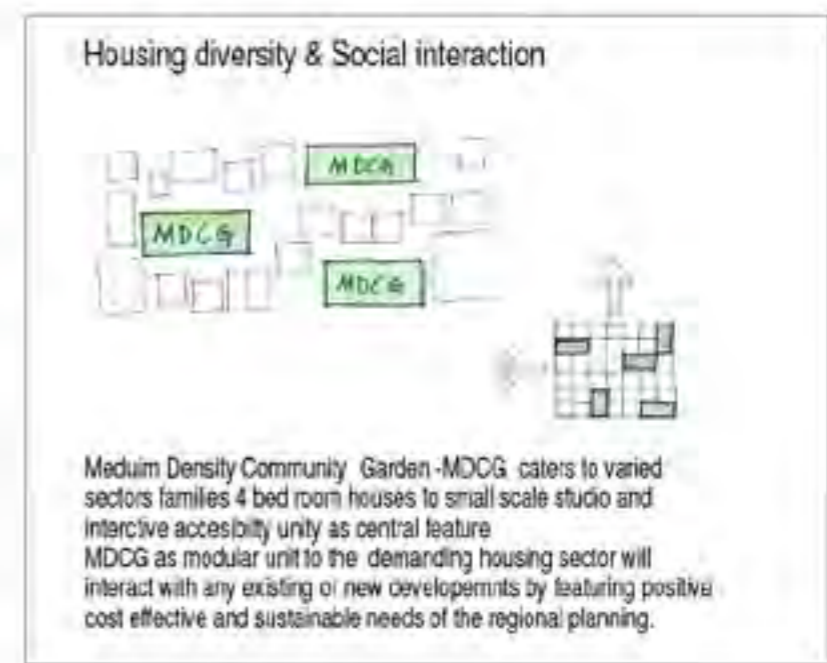 Housing diversity & Social interaction
MDCG
MDCG
MDCG
Meduim Density Community Garden -MDCG caters to varied
sectors families 4 bed room houses to small scale studio and
interctive accesibilty unity as central feature
MDCG as modular unit to the demanding housing sector will
interact with any existing or new developemnts by featuring positive
cost effective and sustainable needs of the regional planning.